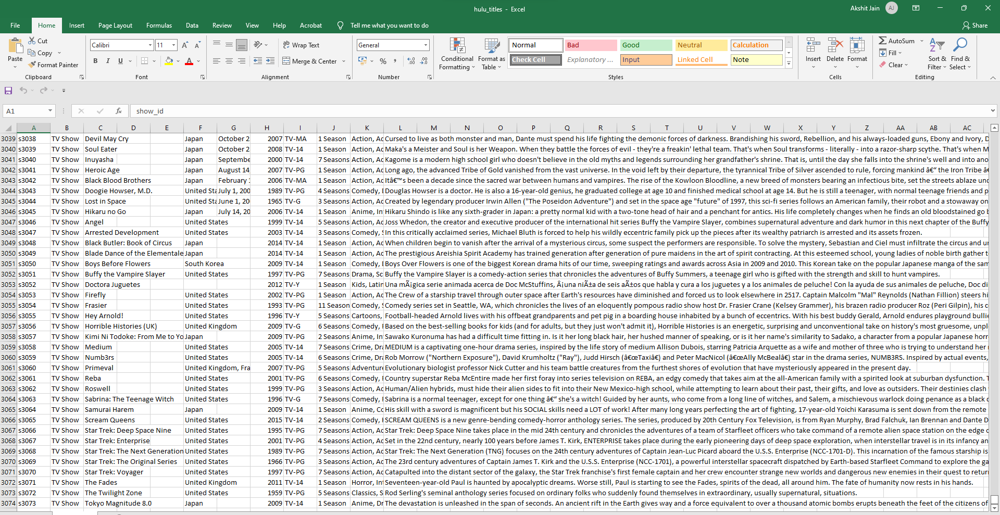 hulu_titles - Excel
Akshit Jain AJ
File Home Insert Page Layout Formulas Data Review View Help Acrobat Tell me what you want to do Share
Paste Cut Copy Format Painter Clipboard
Calibri 11 A A B I U A Font
ab Wrap Text Merge & Center Alignment
General % , Number
Conditional Formatting Format as Table
Normal Bad Good Neutral Calculation
Check Cell Explanatory ... Input Linked Cell Note
Styles
Insert Delete Format Cells
AutoSum Fill Clear Sort & Filter Find & Select Editing
A1 fx show_id
A B C D E F G H I J K L M N O P Q R S T U V W X Y Z AA AB AC
3039 s3038 TV Show Devil May Cry Japan October 2 2007 TV-MA 1 Season Action, Ac Cursed to live as both monster and man, Dante must spend his life fighting the demonic forces of darkness. Brandishing his sword, Rebellion, and his always-loaded guns, Ebony and Ivory, D
3040 s3039 TV Show Soul Eater Japan October 2 2008 TV-14 1 Season Action, Ac Maka's a Meister and Soul is her Weapon. When they battle the forces of evil - they're a freakin' lethal team. That's when Soul transforms - literally - into a razor-sharp scythe. That's when M
3041 s3040 TV Show Inuyasha Japan Septembe 2000 TV-14 7 Seasons Action, Ac Kagome is a modern high school girl who doesn't believe in the old myths and legends surrounding her grandfather's shrine. That is, until the day she falls into the shrine's well and into ano
3042 s3041 TV Show Heroic Age Japan August 14, 2007 TV-PG 1 Season Action, Ac Long ago, the advanced Tribe of Gold vanished from the vast universe. In the void left by their departure, the tyrannical Tribe of Silver ascended to rule, forcing mankind â€“ the Iron Tribe â€
3043 s3042 TV Show Black Blood Brothers Japan February 2006 TV-MA 1 Season Action, Ac Itâ€™s been a decade since the sacred war between humans and vampires. The rise of the Kowloon Bloodline, a new breed of monsters bearing an infectious bite, set the streets ablaze unc
3044 s3043 TV Show Doogie Howser, M.D. United Sta July 1, 200 1989 TV-PG 4 Seasons Comedy, Douglas Howser is a doctor. He is also a 16-year-old genius, he graduated college at age 10 and finished medical school at age 14. But he is still a teenager, with normal teenage friends and p
3045 s3044 TV Show Lost in Space United Sta June 1, 20 1965 TV-G 3 Seasons Action, Ac Created by legendary producer Irwin Allen ("The Poseidon Adventure") and set in the space age "future" of 1997, this sci-fi series follows an American family, their robot and a stowaway on
3046 s3045 TV Show Hikaru no Go Japan July 14, 20 2006 TV-14 1 Season Anime, In Hikaru Shindo is like any sixth-grader in Japan: a pretty normal kid with a two-tone head of hair and a penchant for antics. His life completely changes when he finds an old bloodstained go b
3047 s3046 TV Show Angel United States 1999 TV-14 5 Seasons Action, Ac Joss Whedon, the creator and executive producer of the international hit series Buffy the Vampire Slayer, combines supernatural adventure and dark humor in this next chapter of the Buffy
3048 s3047 TV Show Arrested Development United States 2003 TV-14 3 Seasons Comedy, S In this critically acclaimed series, Michael Bluth is forced to help his wildly eccentric family pick up the pieces after its wealthy patriarch is arrested and its assets frozen.
3049 s3048 TV Show Black Butler: Book of Circus Japan 2014 TV-14 1 Season Action, Ac When children begin to vanish after the arrival of a mysterious circus, some suspect the performers are responsible. To solve the mystery, Sebastian and Ciel must infiltrate the circus and un
3050 s3049 TV Show Blade Dance of the Elementale Japan 2014 TV-14 1 Season Action, Ac The prestigious Areishia Spirit Academy has trained generation after generation of pure maidens in the art of spirit contracting. At this esteemed school, young ladies of noble birth gather t
3051 s3050 TV Show Boys Before Flowers South Korea 2009 TV-14 1 Season Comedy, Boys Over Flowers is one of the biggest Korean drama hits of our time, sweeping ratings and awards across Asia in 2009 and 2010. This Korean take on the popular Japanese manga of the sam
3052 s3051 TV Show Buffy the Vampire Slayer United States 1997 TV-PG 7 Seasons Drama, Sc Buffy the Vampire Slayer is a comedy-action series that chronicles the adventures of Buffy Summers, a teenage girl who is gifted with the strength and skill to hunt vampires.
3053 s3052 TV Show Doctora Juguetes 2012 TV-Y 1 Season Kids, Latin Una mÃ¡gica serie animada acerca de Doc McStuffins, Â¡una niÃ±a de seis aÃ±os que habla y cura a los juguetes y a los animales de peluche! Con la ayuda de sus animales de peluche, Doc di
3054 s3053 TV Show Firefly United States 2002 TV-PG 1 Season Action, Ac The Crew of a starship travel through outer space after Earth's resources have diminished and forced us to look elsewhere in 2517. Captain Malcolm "Mal" Reynolds (Nathan Fillion) steers hi
3055 s3054 TV Show Frasier United States 1993 TV-PG 11 Season Comedy, S Comedy series set in Seattle, WA, which chronicles the lives of an eloquently pompous radio show host Dr. Frasier Crane (Kelsey Grammer), his brazen radio producer Roz (Peri Gilpin), his c
3056 s3055 TV Show Hey Arnold! United States 1996 TV-Y 5 Seasons Cartoons, Football-headed Arnold lives with his offbeat grandparents and pet pig in a boarding house inhabited by a bunch of eccentrics. With his best buddy Gerald, Arnold endures playground bullie
3057 s3056 TV Show Horrible Histories (UK) United Kingdom 2009 TV-G 6 Seasons Comedy, Based on the best-selling books for kids (and for adults, but they just won't admit it), Horrible Histories is an energetic, surprising and unconventional take on history's most gruesome, unpl
3058 s3057 TV Show Kimi Ni Todoke: From Me to Yo Japan 2009 TV-PG 2 Seasons Anime, In Sawako Kuronuma has had a difficult time fitting in. Is it her long black hair, her hushed manner of speaking, or is it her name's similarity to Sadako, a character from a popular Japanese horr
3059 s3058 TV Show Medium United States 2005 TV-14 7 Seasons Crime, Dra MEDIUM is a captivating one-hour drama series, inspired by the life story of medium Allison Dubois, starring Patricia Arquette as a wife and mother of three who is trying to understand her
3060 s3059 TV Show Numb3rs United States 2005 TV-14 6 Seasons Crime, Dra Rob Morrow ("Northern Exposure"), David Krumholtz ("Ray"), Judd Hirsch (â€œTaxiâ€) and Peter MacNicol (â€œAlly McBealâ€) star in the drama series, NUMB3RS. Inspired by actual events,
3061 s3060 TV Show Primeval United Kingdom, Fra 2007 TV-PG 5 Seasons Adventure Evolutionary biologist professor Nick Cutter and his team battle creatures from the furthest shores of evolution that have mysteriously appeared in the present day.
3062 s3061 TV Show Reba United States 2001 TV-PG 6 Seasons Comedy, Country superstar Reba McEntire made her first foray into series television on REBA, an edgy comedy that takes aim at the all-American family with a spirited look at suburban dysfunction. T
3063 s3062 TV Show Roswell United States 1999 TV-PG 3 Seasons Action, Ac Human/Alien hybrids, must hide their alien sides to fit into their New Mexico-high school, while attempting to learn about their past, their gifts, and love as outsiders. Their destinies clash
3064 s3063 TV Show Sabrina: The Teenage Witch United States 1996 TV-G 7 Seasons Comedy, Sabrina is a normal teenager, except for one thing â€“ she's a witch! Guided by her aunts, who come from a long line of witches, and Salem, a mischievous warlock doing penance as a black c
3065 s3064 TV Show Samurai Harem Japan 2009 TV-14 1 Season Anime, Cc His skill with a sword is magnificent but his SOCIAL skills need a LOT of work! After many long years perfecting the art of fighting, 17-year-old Yoichi Karasuma is sent down from the remote
3066 s3065 TV Show Scream Queens United States 2015 TV-14 2 Seasons Comedy, SCREAM QUEENS is a new genre-bending comedy-horror anthology series. The series, produced by 20th Century Fox Television, is from Ryan Murphy, Brad Falchuk, Ian Brennan and Dante D
3067 s3066 TV Show Star Trek: Deep Space Nine United States 1995 TV-PG 7 Seasons Action, Ac Star Trek: Deep Space Nine takes place in the mid 24th century and chronicles the adventures of a team of Starfleet officers who take command of a remote alien space station on the edge c
3068 s3067 TV Show Star Trek: Enterprise United States 2001 TV-PG 4 Seasons Action, Ac Set in the 22nd century, nearly 100 years before James T. Kirk, ENTERPRISE takes place during the early pioneering days of deep space exploration, when interstellar travel is in its infancy an
3069 s3068 TV Show Star Trek: The Next Generation United States 1989 TV-PG 7 Seasons Action, Ac Star Trek: The Next Generation (TNG) focuses on the 24th century adventures of Captain Jean-Luc Picard aboard the U.S.S. Enterprise (NCC-1701-D). This incarnation of the famous starship is
3070 s3069 TV Show Star Trek: The Original Series United States 1966 TV-PG 3 Seasons Action, Ac The 23rd century adventures of Captain James T. Kirk and the U.S.S. Enterprise (NCC-1701), a powerful interstellar spacecraft dispatched by Earth-based Starfleet Command to explore the ga
3071 s3070 TV Show Star Trek: Voyager United States 1997 TV-PG 7 Seasons Action, Ac Catapulted into the distant sector of the galaxy, the Star Trek franchise's first female captain and her crew encounter strange new worlds and dangerous new enemies in their quest to return
3072 s3071 TV Show The Fades United Kingdom 2011 TV-14 1 Season Horror, In Seventeen-year-old Paul is haunted by apocalyptic dreams. Worse still, Paul is starting to see the Fades, spirits of the dead, all around him. The fate of humanity now rests in his hands.
3073 s3072 TV Show The Twilight Zone United States 1959 TV-PG 5 Seasons Classics, S Rod Serling's seminal anthology series focused on ordinary folks who suddenly found themselves in extraordinary, usually supernatural, situations.
3074 s3073 TV Show Tokyo Magnitude 8.0 Japan 2009 TV-14 1 Season Anime, Dr The devastation is unleashed in the span of seconds. An ancient rift in the Earth gives way and a force equivalent to over a thousand atomic bombs erupts beneath the feet of the citizens of